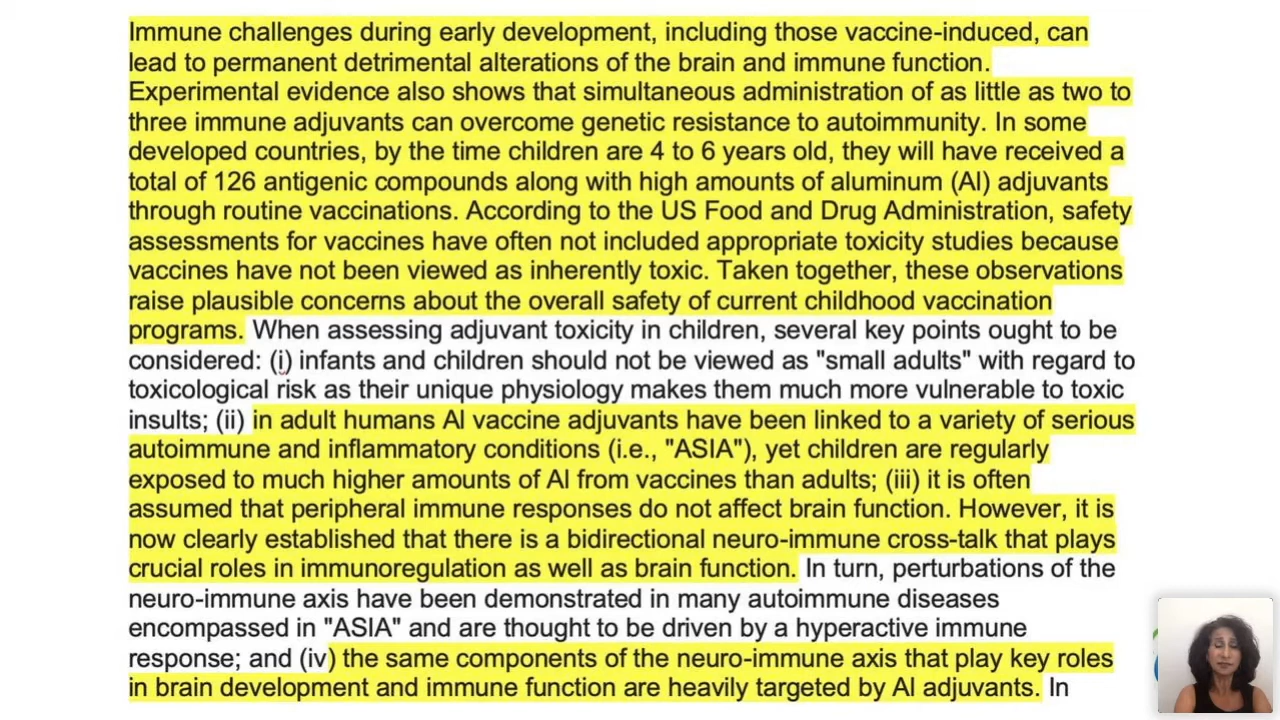 Immune challenges during early development, including those vaccine-induced, can
lead to permanent detrimental alterations of the brain and immune function.
Experimental evidence also shows that simultaneous administration of as little as two to
three immune adjuvants can overcome genetic resistance to autoimmunity. In some
developed countries, by the time children are 4 to 6 years old, they will have received a
total of 126 antigenic compounds along with high amounts of aluminum (Al) adjuvants
through routine vaccinations. According to the US Food and Drug Administration, safety
assessments for vaccines have often not included appropriate toxicity studies because
vaccines have not been viewed as inherently toxic. Taken together, these observations
raise plausible concerns about the overall safety of current childhood vaccination
programs. When assessing adjuvant toxicity in children, several key points ought to be
considered: (i) infants and children should not be viewed as "small adults" with regard to
toxicological risk as their unique physiology makes them much more vulnerable to toxic
insults; (ii) in adult humans Al vaccine adjuvants have been linked to a variety of serious
autoimmune and inflammatory conditions (i.e., "ASIA"), yet children are regularly
exposed to much higher amounts of Al from vaccines than adults; (iii) it is often
assumed that peripheral immune responses do not affect brain function. However, it is
now clearly established that there is a bidirectional neuro-immune cross-talk that plays
crucial roles in immunoregulation as well as brain function. In turn, perturbations of the
neuro-immune axis have been demonstrated in many autoimmune diseases
encompassed in "ASIA" and are thought to be driven by a hyperactive immune
response; and (iv) the same components of the neuro-immune axis that play key roles
in brain development and immune function are heavily targeted by Al adjuvants. In